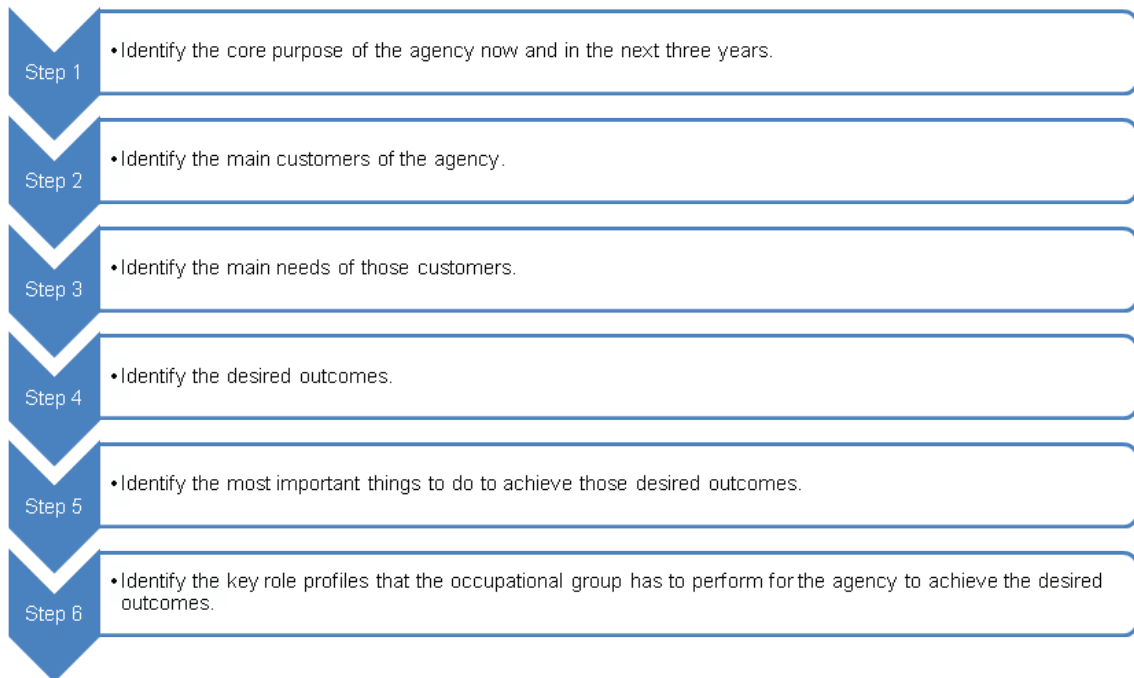 Step 1
•Identify the core purpose of the agency now and in the next three years.
Step 2
•Identify the main customers of the agency.
Step 3
•Identify the main needs of those customers.
Step 4
•Identify the desired outcomes.
Step 5
•Identify the most important things to do to achieve those desired outcomes.
Step 6
•Identify the key role profiles that the occupational group has to perform for the agency to achieve the desired
outcomes.